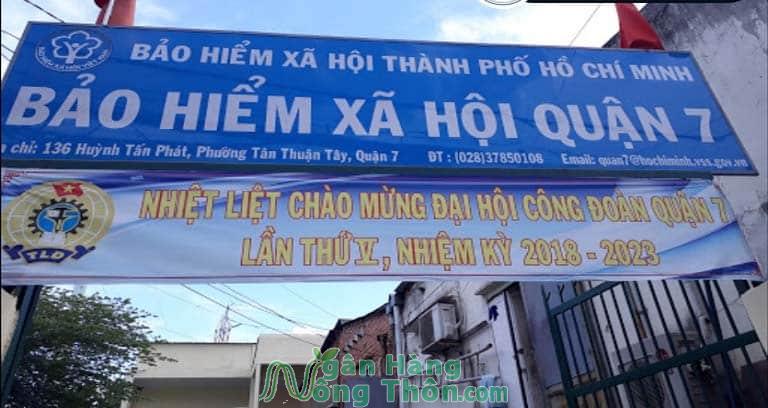 BẢO HIỂM XÃ HỘI THÀNH PHỐ HỒ CHÍ MINH
BẢO HIỂM XÃ HỘI QUẬN 7
chỉ: 136 Huỳnh Tấn Phát, Phường Tân Thuận Tây, Quận 7 ĐT : (028)37850108 Email: quan7@hochiminh.vss.gov.vn
NHIỆT LIỆT CHÀO MỪNG ĐẠI HỘI CÔNG ĐOÀN QUẬN 7
LẦN THỨ V, NHIỆM KỲ 2018 - 2023
TLD
Ngân Hàng
Nông Thôn.com